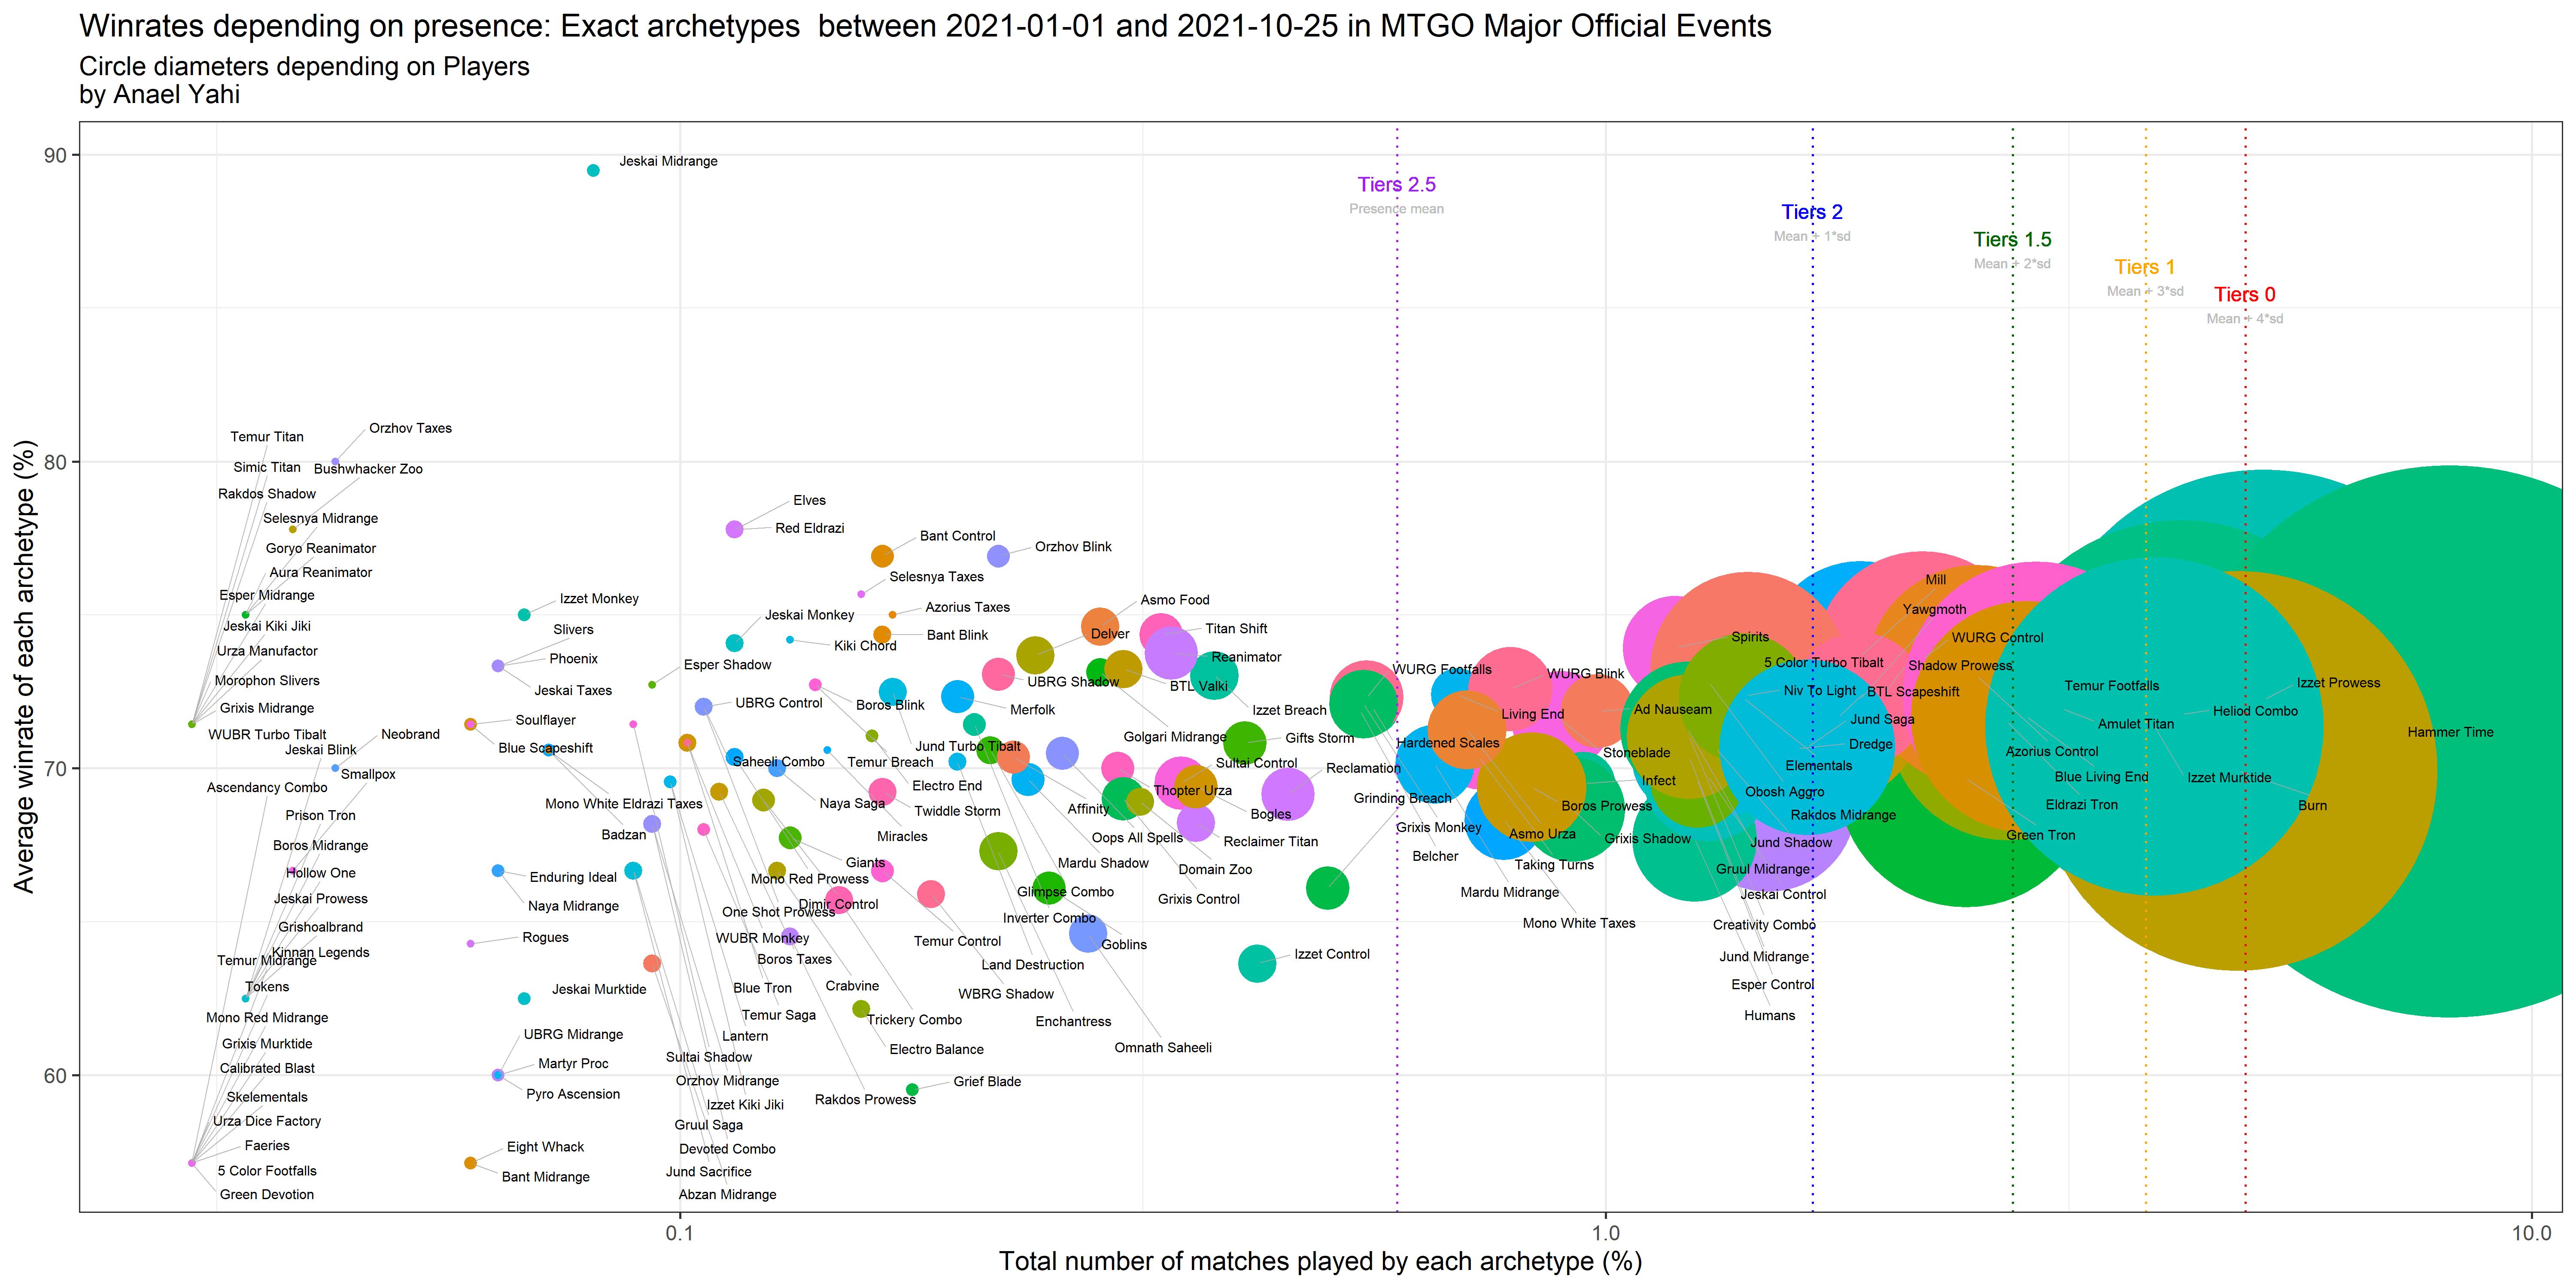 Winrates depending on presence: Exact archetypes between 2021-01-01 and 2021-10-25 in MTGO Major Official Events
Circle diameters depending on Players
by Anael Yahi
Average winrate of each archetype (%)
90
80
70
60
Jeskai Midrange
Tiers 2.5
Presence mean
Tiers 2
Mean + 1*sd
Tiers 1.5
Mean + 2*sd
Tiers 1
Mean + 3*sd
Tiers 0
Mean + 4*sd
Temur Titan
Orzhov Taxes
Simic Titan
Bushwhacker Zoo
Rakdos Shadow
Selesnya Midrange
Goryo Reanimator
Aura Reanimator
Esper Midrange
Jeskai Kiki Jiki
Urza Manufactor
Morophon Slivers
Grixis Midrange
WUBR Turbo Tibalt
Jeskai Blink
Neobrand
Smallpox
Ascendancy Combo
Prison Tron
Boros Midrange
Hollow One
Jeskai Prowess
Grishoalbrand
Kinnan Legends
Temur Midrange
Tokens
Mono Red Midrange
Grixis Murktide
Calibrated Blast
Skelementals
Urza Dice Factory
Faeries
5 Color Footfalls
Green Devotion
Izzet Monkey
Slivers
Phoenix
Jeskai Taxes
Soulflayer
Blue Scapeshift
Mono White Eldrazi Taxes
Badzan
Enduring Ideal
Naya Midrange
Rogues
Jeskai Murktide
UBRG Midrange
Martyr Proc
Pyro Ascension
Eight Whack
Bant Midrange
Elves
Red Eldrazi
Bant Control
Orzhov Blink
Selesnya Taxes
Azorius Taxes
Jeskai Monkey
Bant Blink
Kiki Chord
Esper Shadow
UBRG Control
Boros Blink
Merfolk
UBRG Shadow
Asmo Food
Delver
Titan Shift
Reanimator
BTL Valki
Izzet Breach
Jund Turbo Tibalt
Saheeli Combo
Temur Breach
Electro End
Naya Saga
Twiddle Storm
Miracles
Golgari Midrange
Gifts Storm
Sultai Control
Reclamation
Thopter Urza
Affinity
Bogles
Oops All Spells
Reclaimer Titan
Mardu Shadow
Domain Zoo
Giants
Mono Red Prowess
Glimpse Combo
Grixis Control
Dimir Control
One Shot Prowess
Inverter Combo
WUBR Monkey
Temur Control
Goblins
Boros Taxes
Land Destruction
Izzet Control
Blue Tron
Crabvine
WBRG Shadow
Temur Saga
Trickery Combo
Enchantress
Lantern
Electro Balance
Omnath Saheeli
Sultai Shadow
Orzhov Midrange
Grief Blade
Rakdos Prowess
Izzet Kiki Jiki
Gruul Saga
Devoted Combo
Jund Sacrifice
Abzan Midrange
WURG Footfalls
WURG Blink
Living End
Ad Nauseam
Hardened Scales
Stoneblade
Infect
Grinding Breach
Boros Prowess
Grixis Monkey
Asmo Urza
Grixis Shadow
Belcher
Taking Turns
Mardu Midrange
Mono White Taxes
Mill
Yawgmoth
Spirits
WURG Control
5 Color Turbo Tibalt
Shadow Prowess
Niv To Light
BTL Scapeshift
Jund Saga
Dredge
Elementals
Obosh Aggro
Rakdos Midrange
Jund Shadow
Gruul Midrange
Jeskai Control
Creativity Combo
Jund Midrange
Esper Control
Humans
Temur Footfalls
Izzet Prowess
Amulet Titan
Heliod Combo
Hammer Time
Azorius Control
Blue Living End
Izzet Murktide
Eldrazi Tron
Burn
Green Tron
0.1
1.0
10.0
Total number of matches played by each archetype (%)